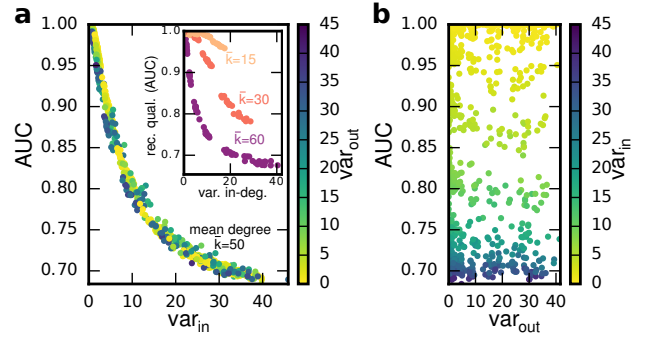 a
AUC
1.00
0.95
0.90
0.85
0.80
0.75
0.70
0 10 20 30 40
var_in
mean degree
k̄=50
rec. qual. (AUC)
1.0
0.9
0.8
0.7
0 20 40
var. in-deg.
k̄=15
k̄=30
k̄=60
45
40
35
30
25
20
15
10
5
0
var_out
b
AUC
1.00
0.95
0.90
0.85
0.80
0.75
0.70
0 10 20 30 40
var_out
45
40
35
30
25
20
15
10
5
0
var_in